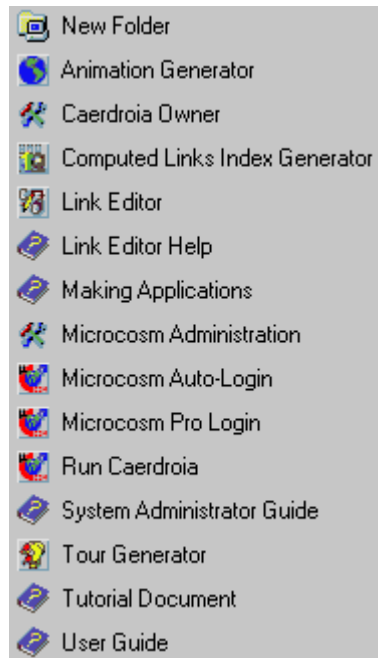 New Folder
Animation Generator
Caerdroia Owner
Computed Links Index Generator
Link Editor
Link Editor Help
Making Applications
Microcosm Administration
Microcosm Auto-Login
Microcosm Pro Login
Run Caerdroia
System Administrator Guide
Tour Generator
Tutorial Document
User Guide